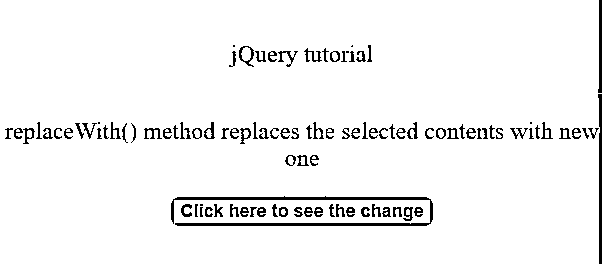 jQuery tutorial
replaceWith() method replaces the selected contents with new
one
Click here to see the change